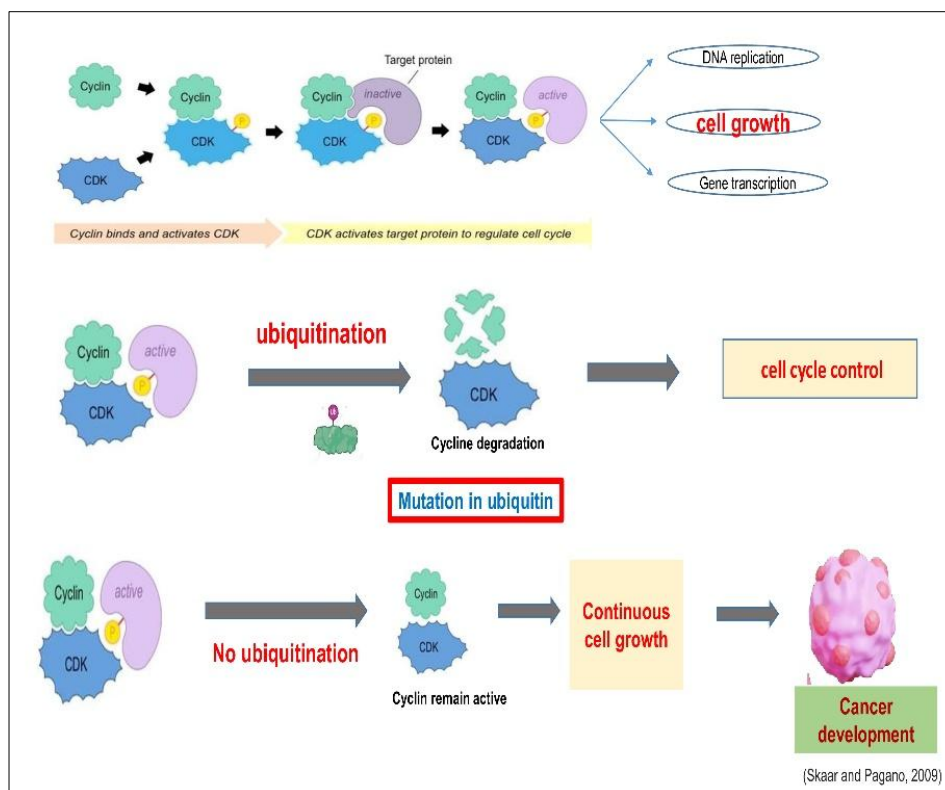 Target protein
Cyclin
CDK
Cyclin
P
CDK
Cyclin
inactive
P
CDK
Cyclin
active
P
CDK
DNA replication
cell growth
Gene transcription
Cyclin binds and activates CDK
CDK activates target protein to regulate cell cycle
Cyclin
active
P
CDK
ubiquitination
CDK
Cycline degradation
cell cycle control
Mutation in ubiquitin
Cyclin
active
P
CDK
No ubiquitination
Cyclin
CDK
Cyclin remain active
Continuous
cell growth
Cancer
development
(Skaar and Pagano, 2009)